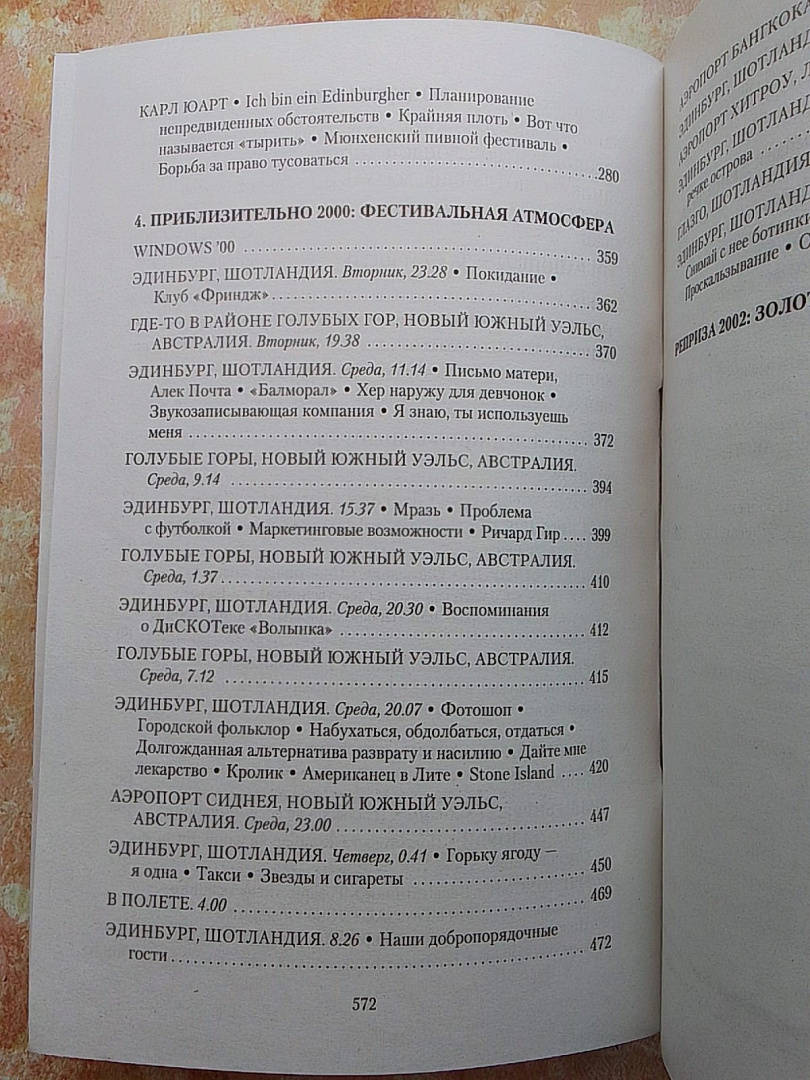 КАРЛ ЮАРТ • Ich bin ein Edinburgher • Планирование
непредвиденных обстоятельств • Крайняя плоть • Вот что
называется «тырить» • Мюнхенский пивной фестиваль •
Борьба за право тусоваться ........ 280
4. ПРИБЛИЗИТЕЛЬНО 2000: ФЕСТИВАЛЬНАЯ АТМОСФЕРА
WINDOWS '00 ........ 359
ЭДИНБУРГ, ШОТЛАНДИЯ. Вторник, 23.28 • Покидание •
Клуб «Фриндж» ........ 362
ГДЕ-ТО В РАЙОНЕ ГОЛУБЫХ ГОР, НОВЫЙ ЮЖНЫЙ УЭЛЬС,
АВСТРАЛИЯ. Вторник, 19.38 ........ 370
ЭДИНБУРГ, ШОТЛАНДИЯ. Среда, 11.14 • Письмо матери,
Алек Почта • «Балморал» • Хер наружу для девчонок •
Звукозаписывающая компания • Я знаю, ты используешь
меня ........ 372
ГОЛУБЫЕ ГОРЫ, НОВЫЙ ЮЖНЫЙ УЭЛЬС, АВСТРАЛИЯ.
Среда, 9.14 ........ 394
ЭДИНБУРГ, ШОТЛАНДИЯ. 15.37 • Мразь • Проблема
с футболкой • Маркетинговые возможности • Ричард Гир .... 399
ГОЛУБЫЕ ГОРЫ, НОВЫЙ ЮЖНЫЙ УЭЛЬС, АВСТРАЛИЯ.
Среда, 1.37 ........ 410
ЭДИНБУРГ, ШОТЛАНДИЯ. Среда, 20.30 • Воспоминания
о ДиСКОТеке «Волынка» ........ 412
ГОЛУБЫЕ ГОРЫ, НОВЫЙ ЮЖНЫЙ УЭЛЬС, АВСТРАЛИЯ.
Среда, 7.12 ........ 415
ЭДИНБУРГ, ШОТЛАНДИЯ. Среда, 20.07 • Фотошоп •
Городской фольклор • Набухаться, обдолбаться, отдаться •
Долгожданная альтернатива разврату и насилию • Дайте мне
лекарство • Кролик • Американец в Лите • Stone Island .... 420
АЭРОПОРТ СИДНЕЯ, НОВЫЙ ЮЖНЫЙ УЭЛЬС,
АВСТРАЛИЯ. Среда, 23.00 ........ 447
ЭДИНБУРГ, ШОТЛАНДИЯ. Четверг, 0.41 • Горьку ягоду —
я одна • Такси • Звезды и сигареты ........ 450
В ПОЛЕТЕ. 4.00 ........ 469
ЭДИНБУРГ, ШОТЛАНДИЯ. 8.26 • Наши добропорядочные
гости ........ 472
572
АЭРОПОРТ БАНГКОКА
ЭДИНБУРГ, ШОТЛАНД
АЭРОПОРТ ХИТРОУ, Л
ЭДИНБУРГ, ШОТЛАНД
речке острова
ГЛАЗГО, ШОТЛАНДИЯ
ЭДИНБУРГ, ШОТЛАНД
Снимай с нее ботинки
Проскальзывание • С
РЕПРИЗА 2002: ЗОЛОТ